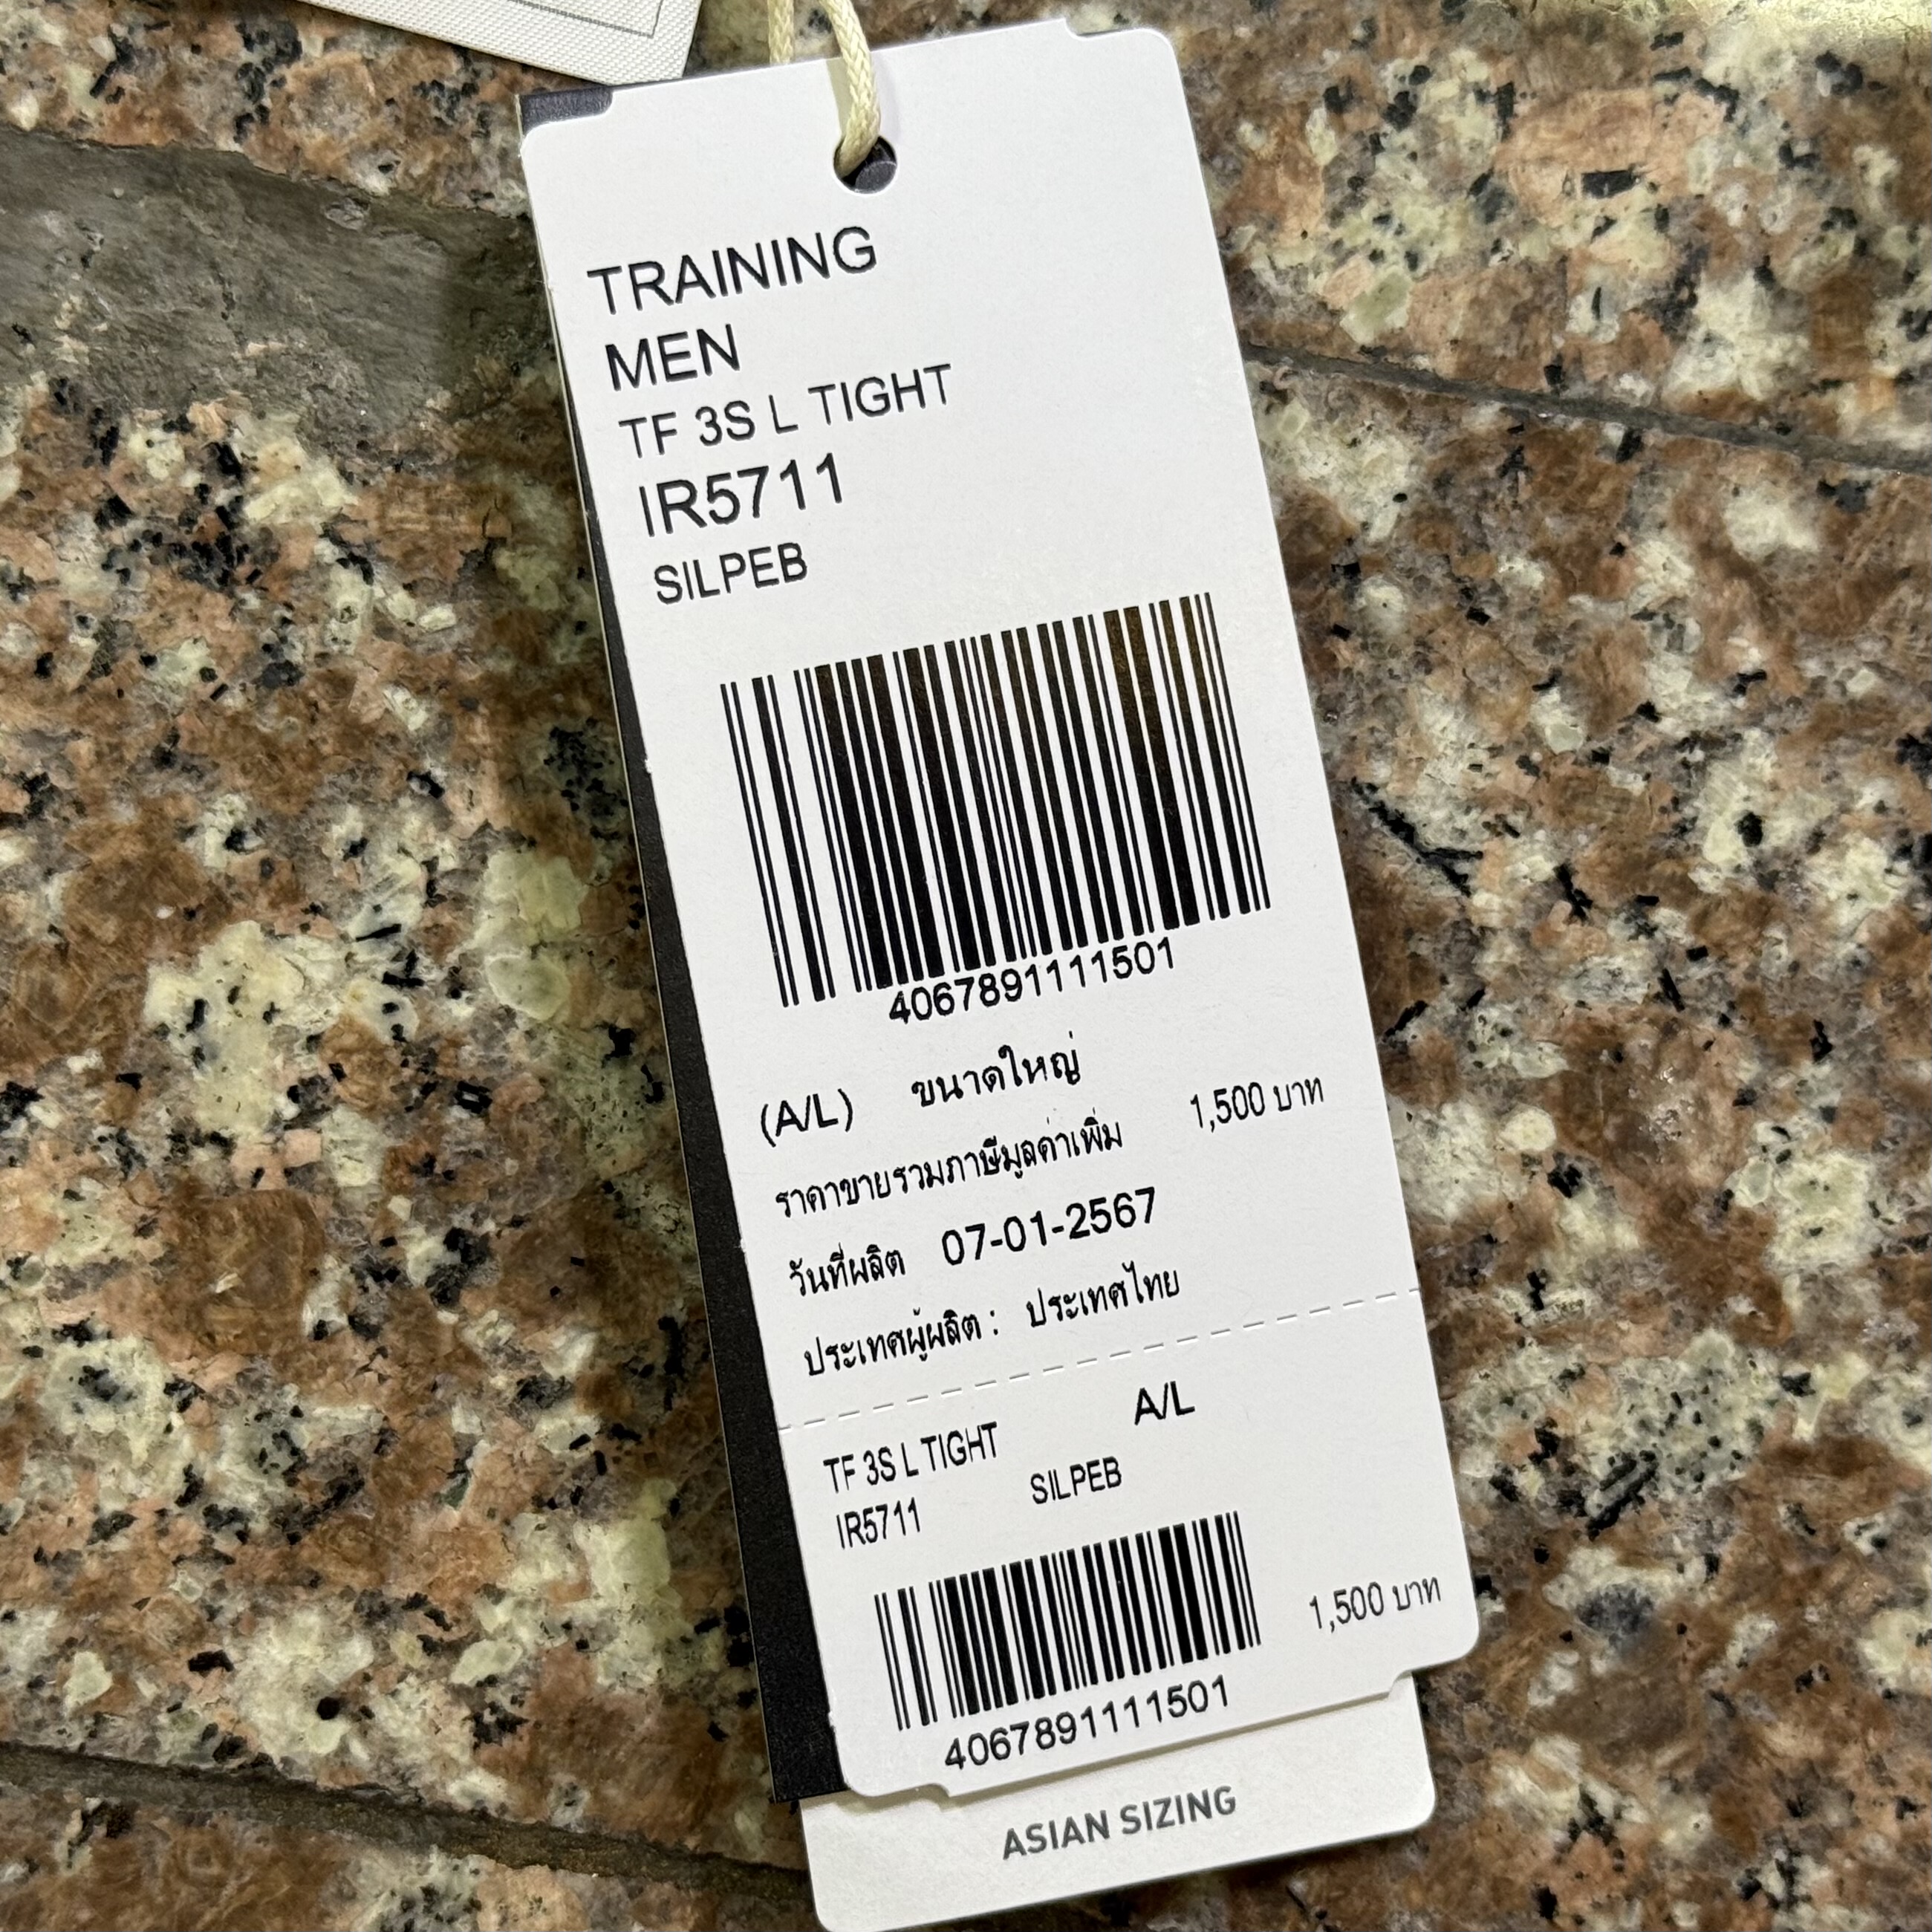 TRAINING
MEN
TF 3S L TIGHT
IR5711
SILPEB
4067891111501
(A/L) ขนาดใหญ่
ราคาขายรวมภาษีมูลค่าเพิ่ม 1,500 บาท
วันที่ผลิต 07-01-2567
ประเทศผู้ผลิต : ประเทศไทย
TF 3S L TIGHT A/L
IR5711 SILPEB
1,500 บาท
4067891111501
ASIAN SIZING